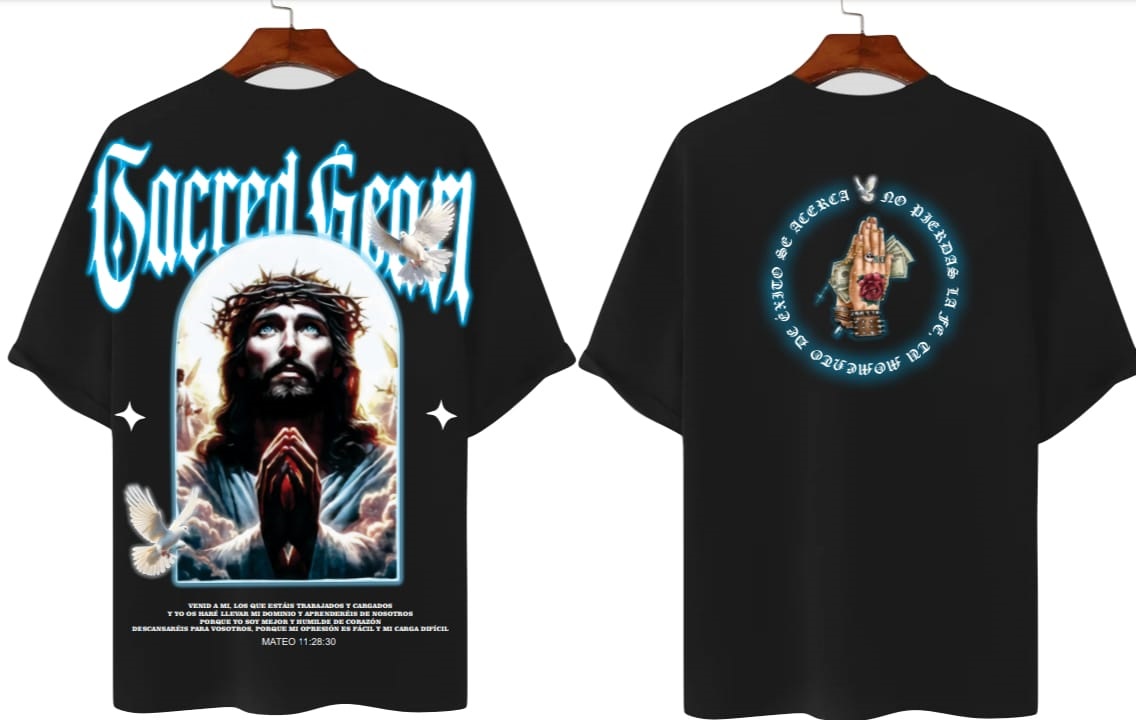 Sacred Geam
VENID A MI, LOS QUE ESTÁIS TRABAJADOS Y CARGADOS
Y YO OS HARÉ LLEVAR MI DOMINIO Y APRENDERÉIS DE NOSOTROS
PORQUE YO SOY MEJOR Y HUMILDE DE CORAZÓN
DESCANSARÉIS PARA VOSOTROS, PORQUE MI OPRESIÓN ES FÁCIL Y MI CARGA DIFÍCIL
MATEO 11:28:30
NO PIERDAS LA FE, TU MOMENTO DE EXITO SE ACERCA